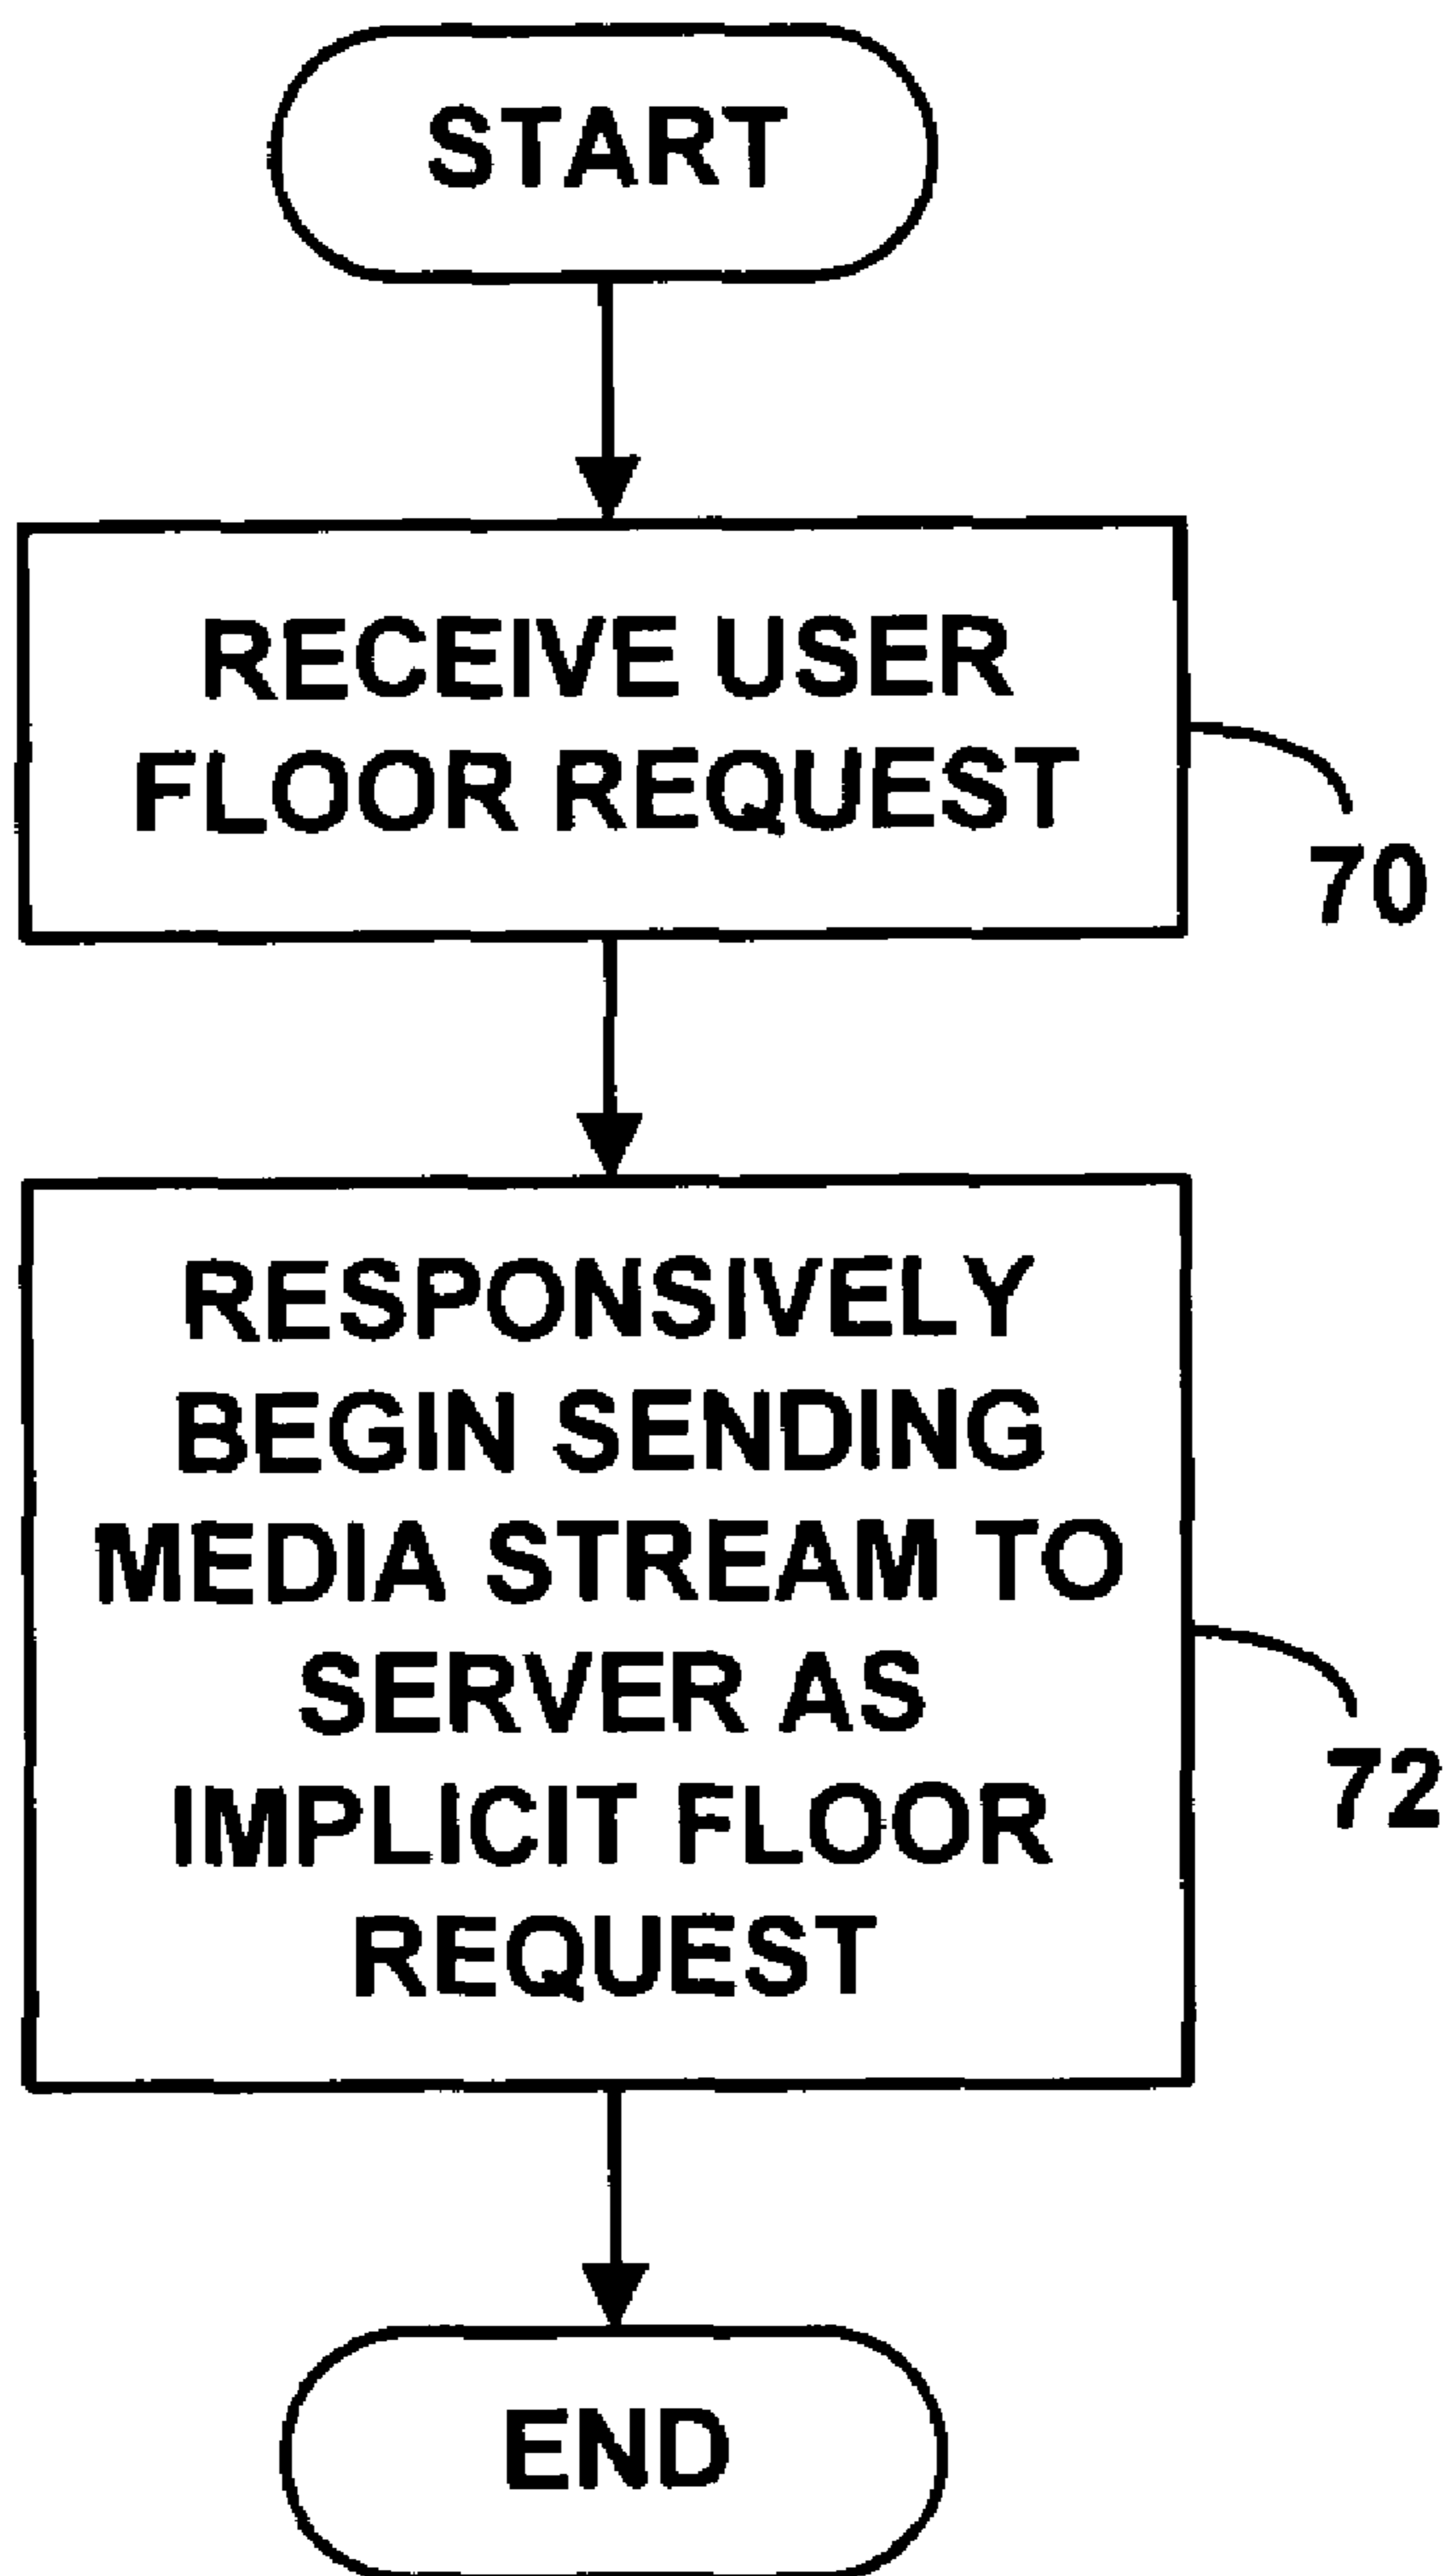 START
RECEIVE USER
FLOOR REQUEST
70
RESPONSIVELY
BEGIN SENDING
MEDIA STREAM TO
SERVER AS
IMPLICIT FLOOR
REQUEST
72
END